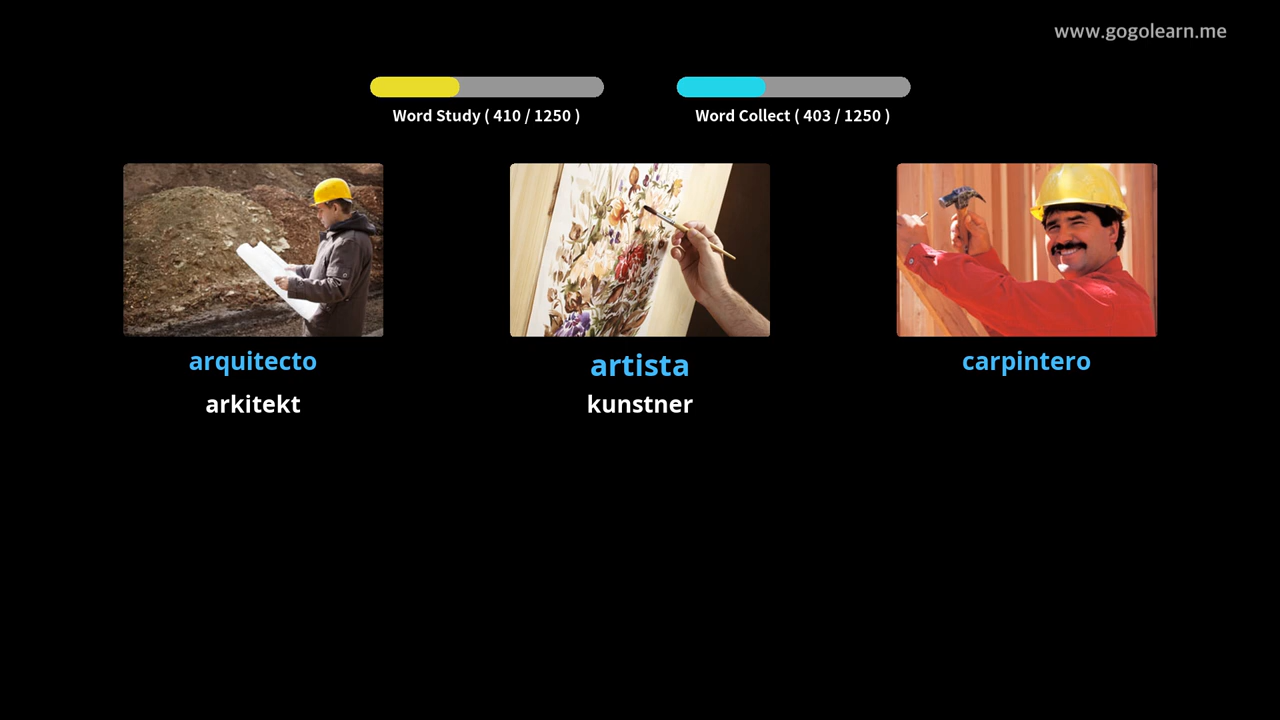 www.gogolearn.me
Word Study ( 410 / 1250 )
Word Collect ( 403 / 1250 )
arquitecto
artista
carpintero
arkitekt
kunstner